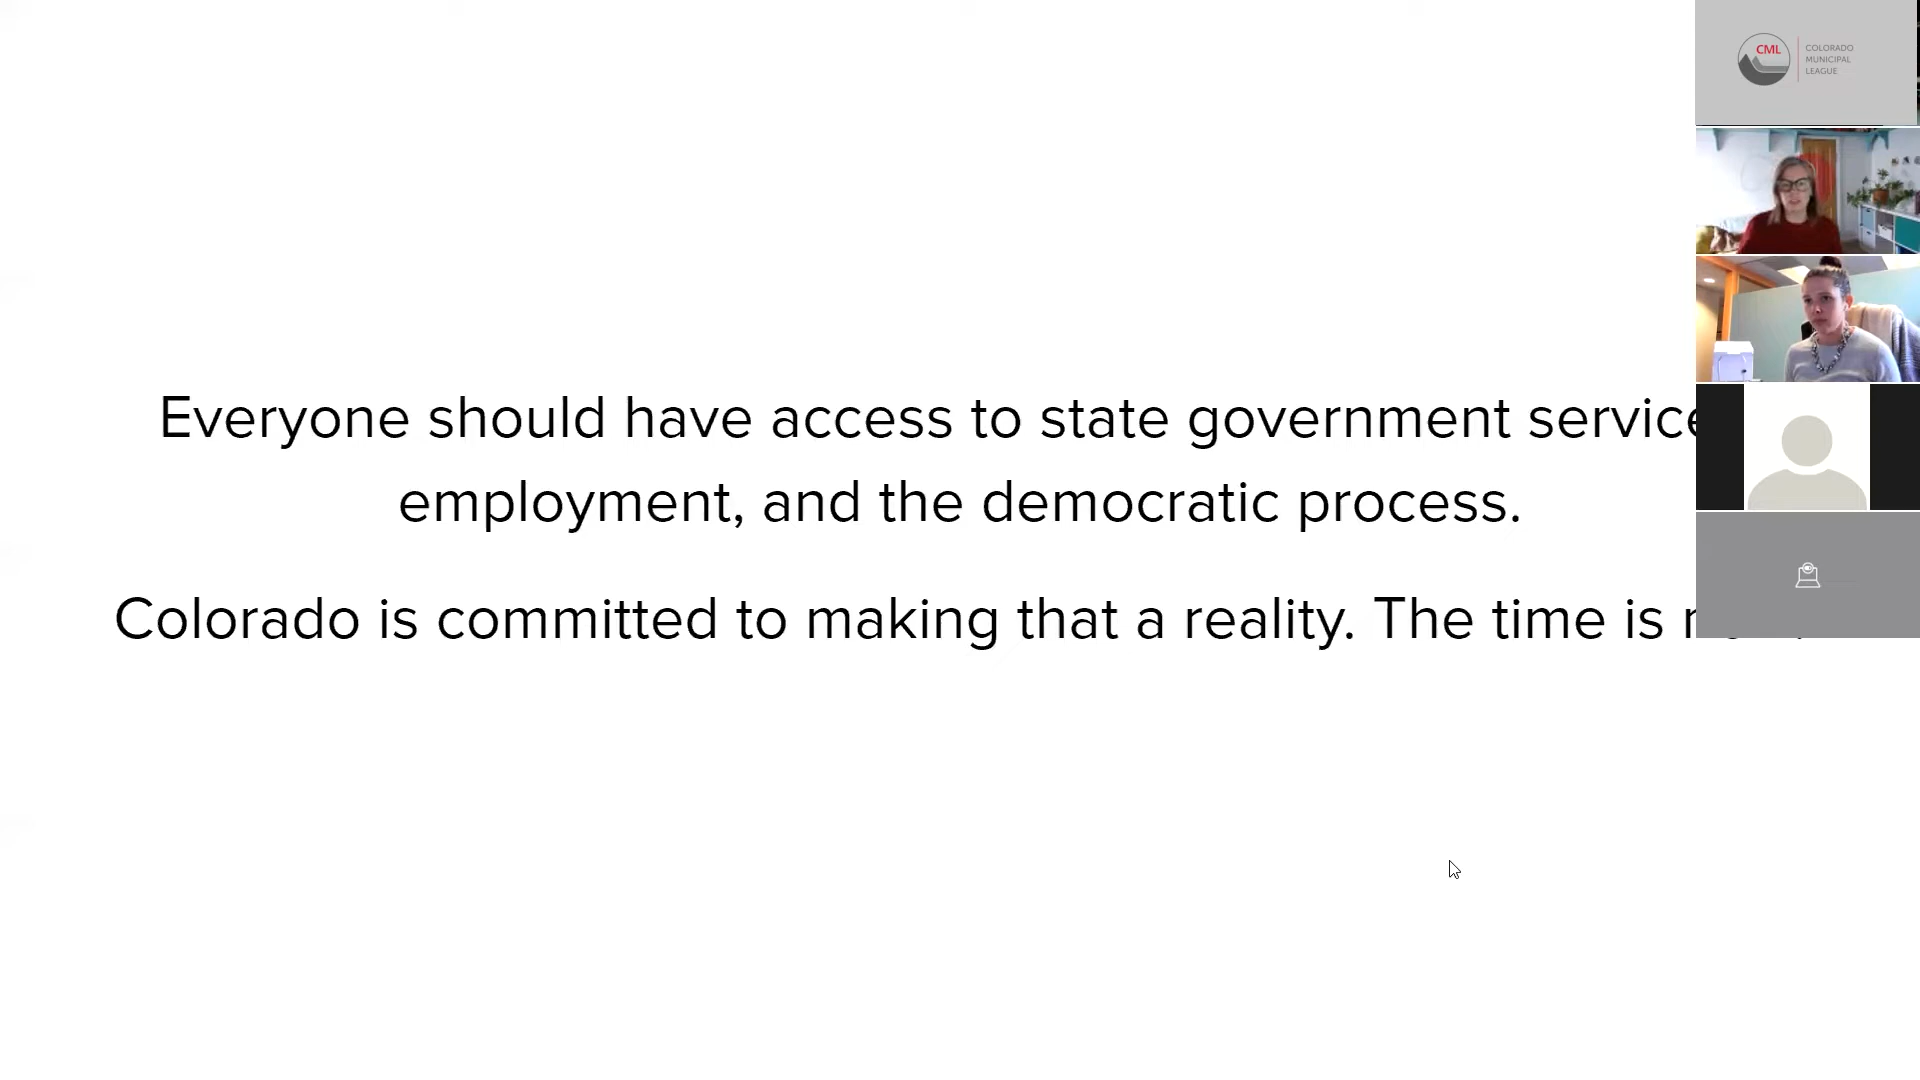 CML
COLORADO
MUNICIPAL
LEAGUE
Everyone should have access to state government
employment, and the democratic process.
Colorado is committed to making that a reality. The time is